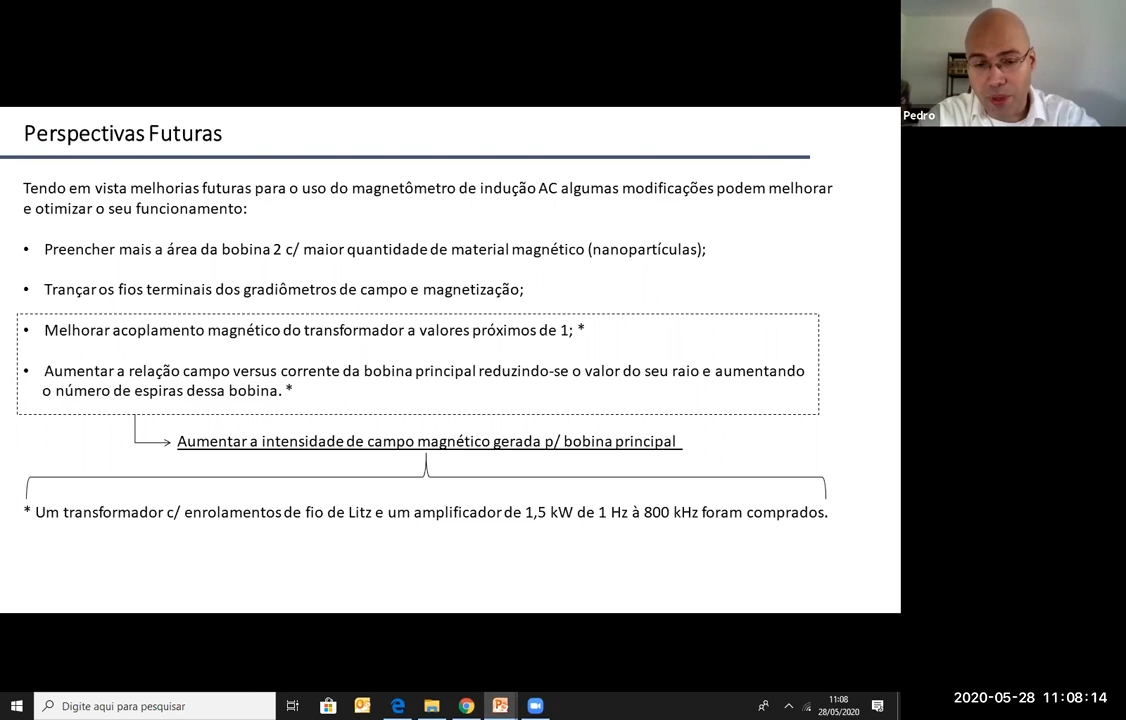 Pedro
Perspectivas Futuras
Tendo em vista melhorias futuras para o uso do magnetômetro de indução AC algumas modificações podem melhorar
e otimizar o seu funcionamento:
• Preencher mais a área da bobina 2 c/ maior quantidade de material magnético (nanopartículas);
• Trançar os fios terminais dos gradiômetros de campo e magnetização;
• Melhorar acoplamento magnético do transformador a valores próximos de 1; *
• Aumentar a relação campo versus corrente da bobina principal reduzindo-se o valor do seu raio e aumentando
o número de espiras dessa bobina. *
Aumentar a intensidade de campo magnético gerada p/ bobina principal
* Um transformador c/ enrolamentos de fio de Litz e um amplificador de 1,5 kW de 1 Hz à 800 kHz foram comprados.
Digite aqui para pesquisar
11:08
28/05/2020
2020-05-28 11:08:14